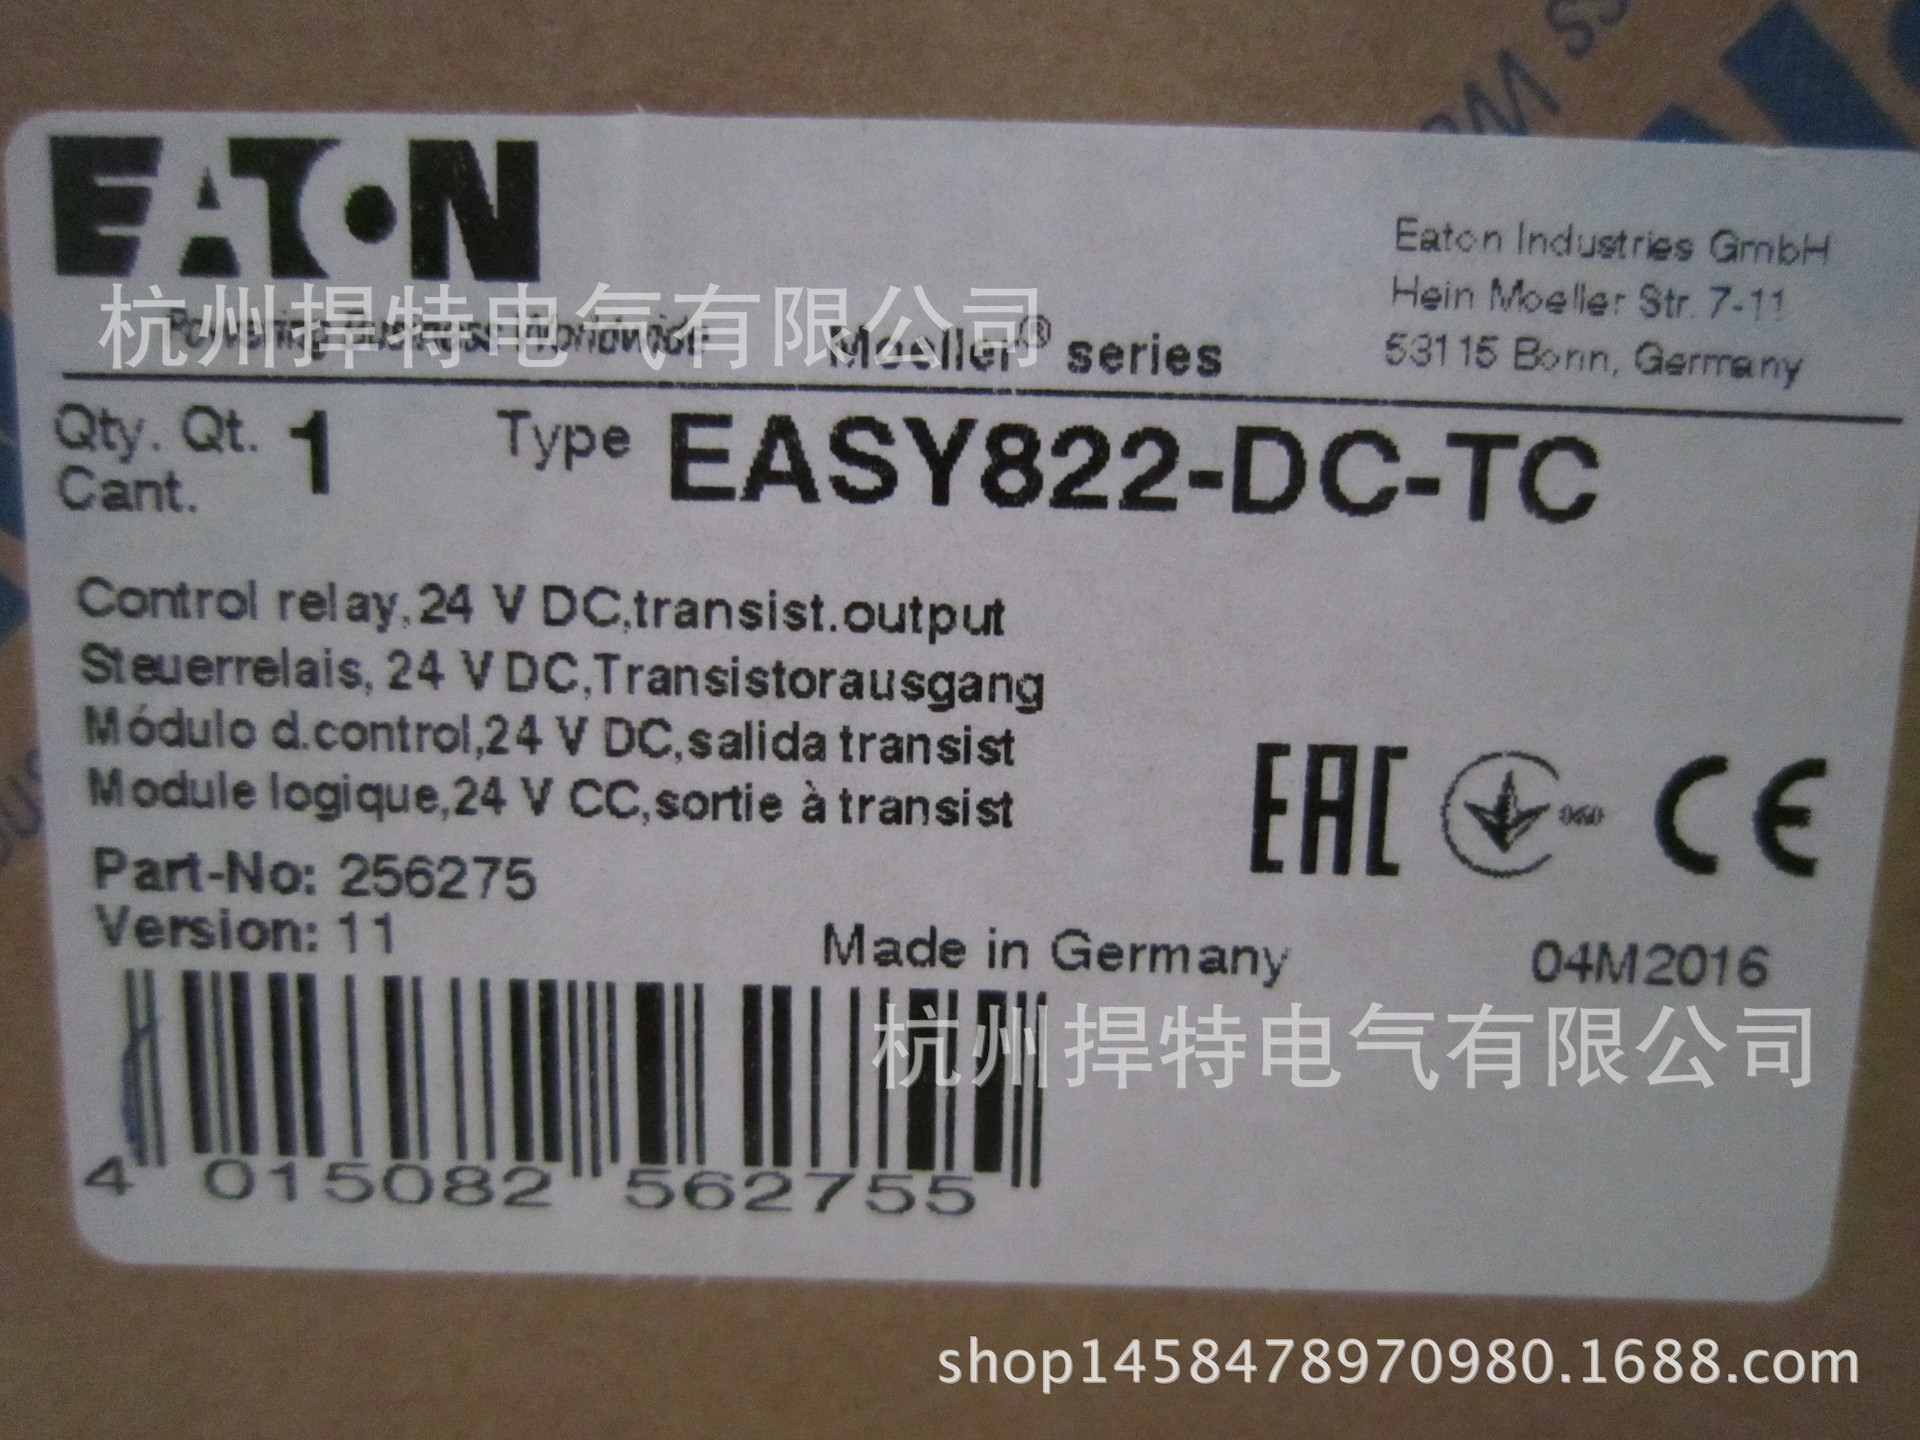 EATON
Powering Business Worldwide
杭州捍特电气有限公司
Moeller® series
Eaton Industries GmbH
Hein Moeller Str. 7-11
53115 Bonn, Germany
Qty. Qt. 1
Cant.
Type EASY822-DC-TC
Control relay,24 V DC,transist.output
Steuerrelais, 24 V DC,Transistorausgang
Módulo d.control,24 V DC,salida transist
Module logique,24 V CC,sortie à transist
EAC
060
CE
Part-No: 256275
Version: 11
Made in Germany
04M2016
杭州捍特电气有限公司
4 015082 562755
shop1458478970980.1688.com